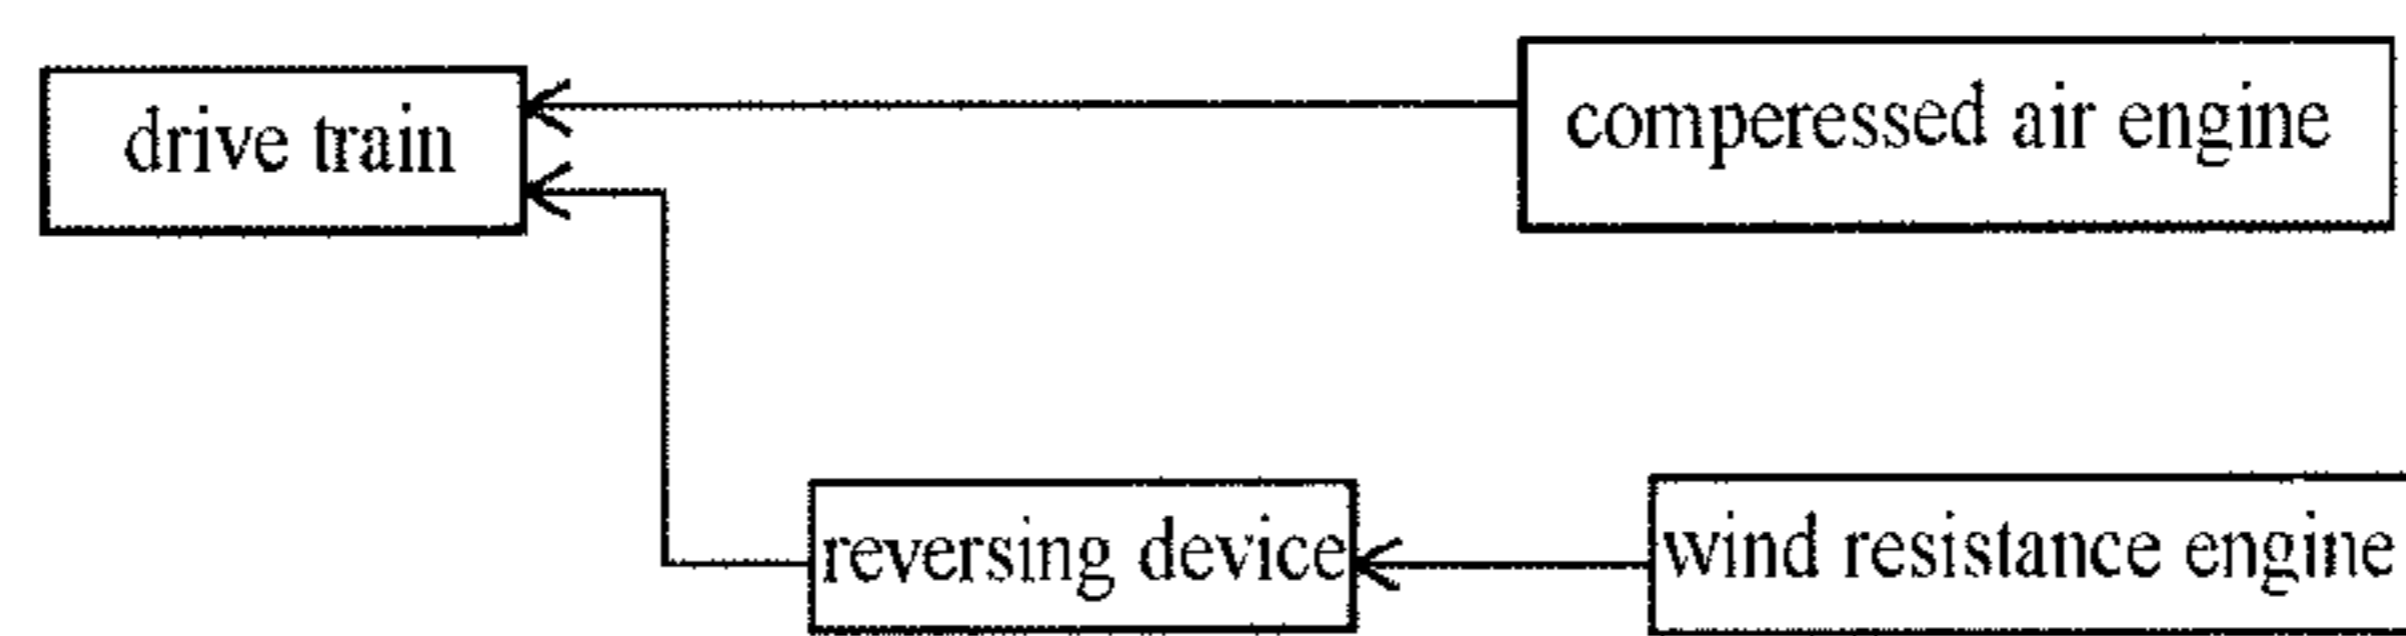 drive train
comperessed air engine
reversing device
wind resistance engine